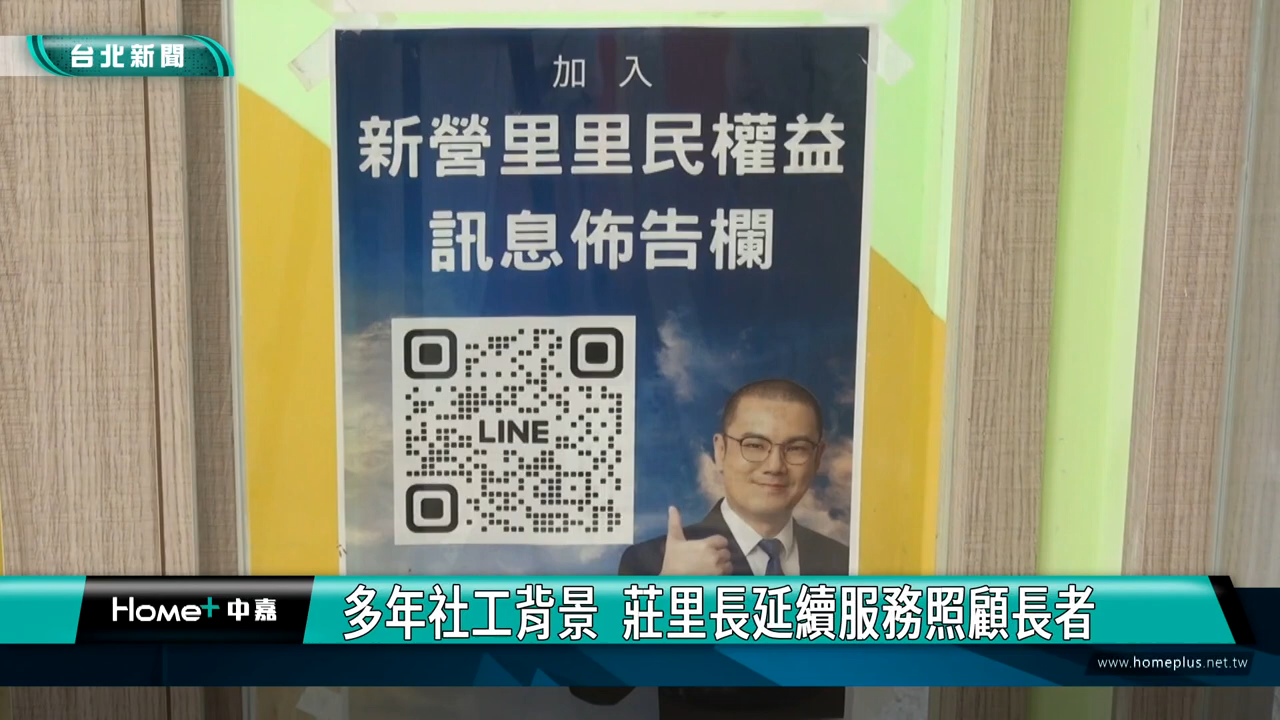 台北新聞
加入
新營里里民權益
訊息佈告欄
LINE
Home+中嘉
多年社工背景 莊里長延續服務照顧長者
www.homeplus.net.tw